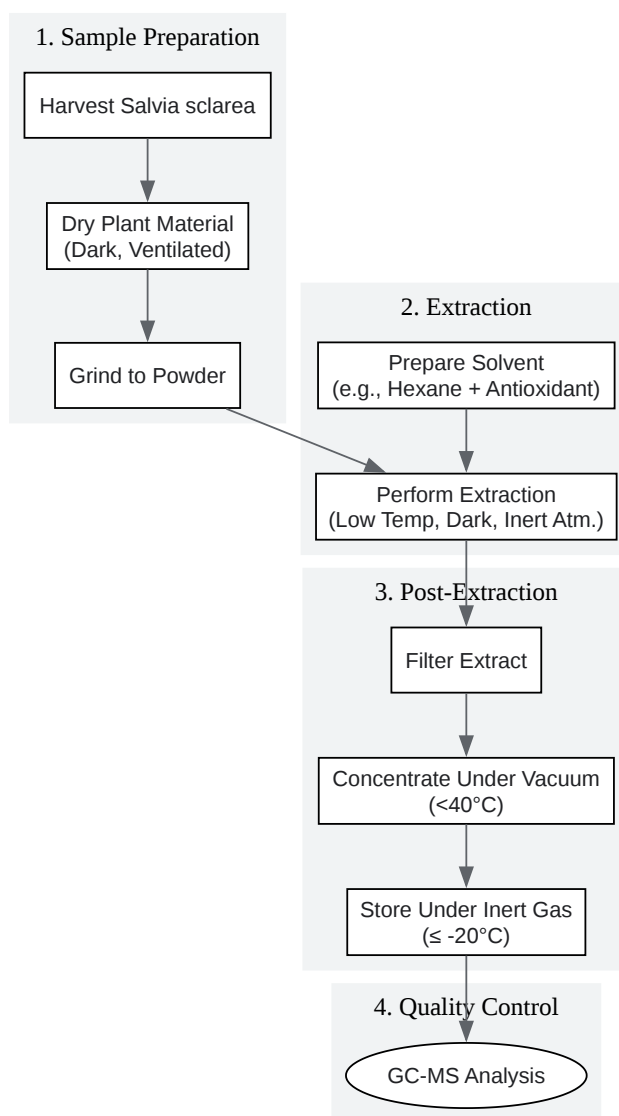 1. Sample Preparation
Harvest Salvia sclarea
Dry Plant Material
(Dark, Ventilated)
Grind to Powder
2. Extraction
Prepare Solvent
(e.g., Hexane + Antioxidant)
Perform Extraction
(Low Temp, Dark, Inert Atm.)
3. Post-Extraction
Filter Extract
Concentrate Under Vacuum
(<40°C)
Store Under Inert Gas
(≤ -20°C)
4. Quality Control
GC-MS Analysis